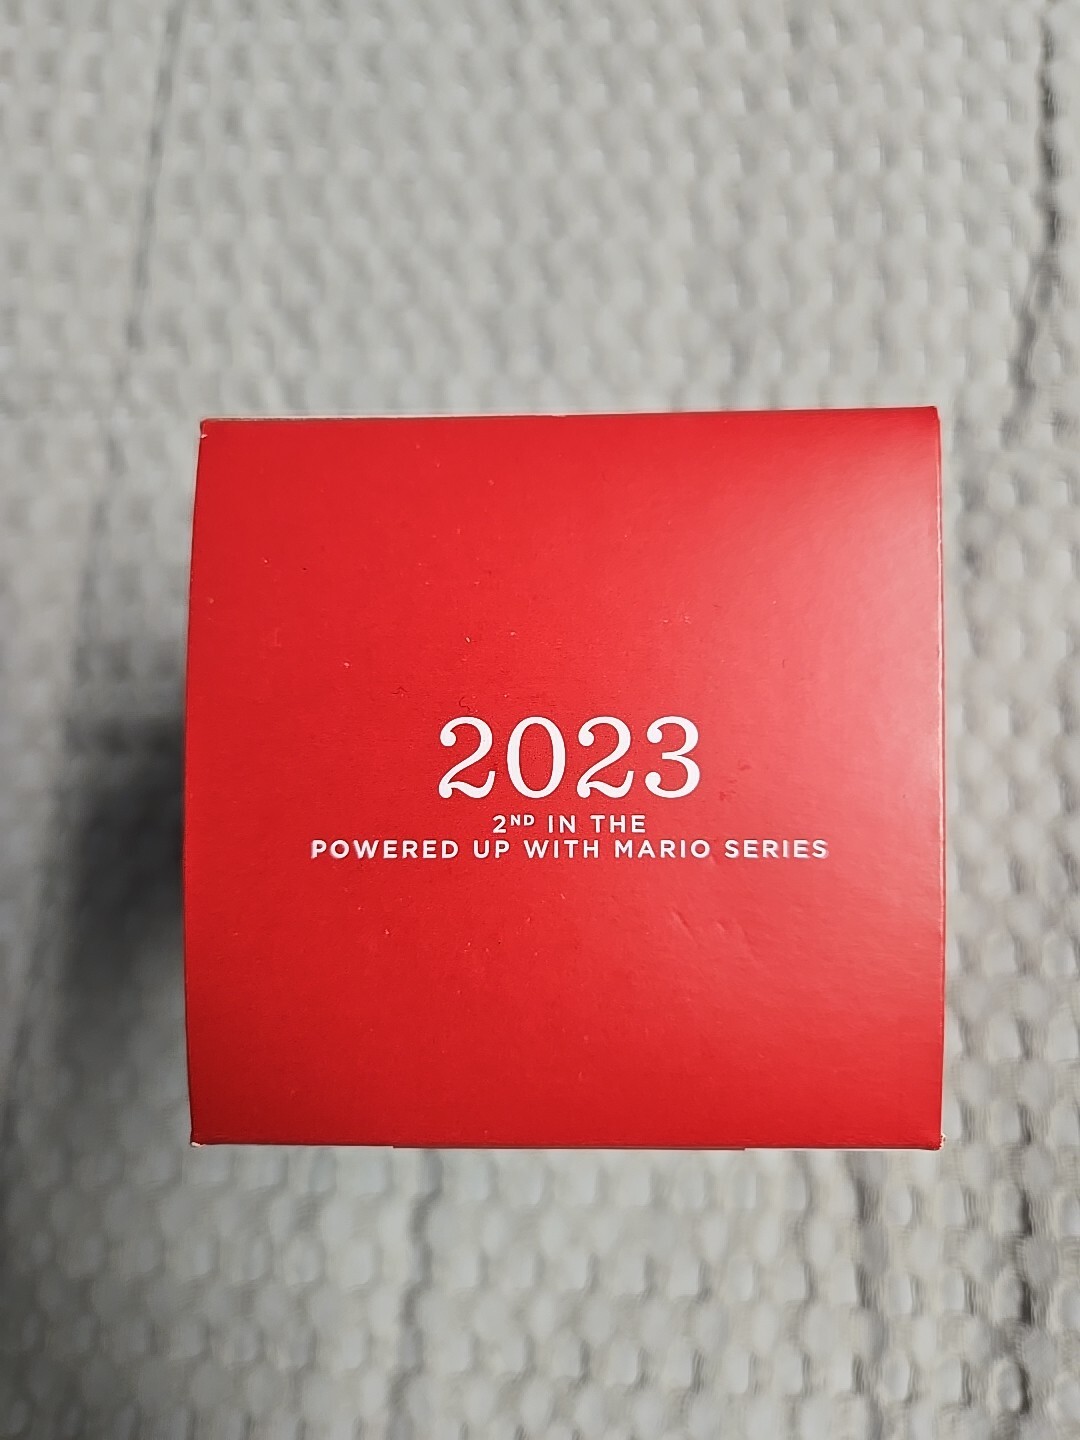 2023
2ND IN THE
POWERED UP WITH MARIO SERIES